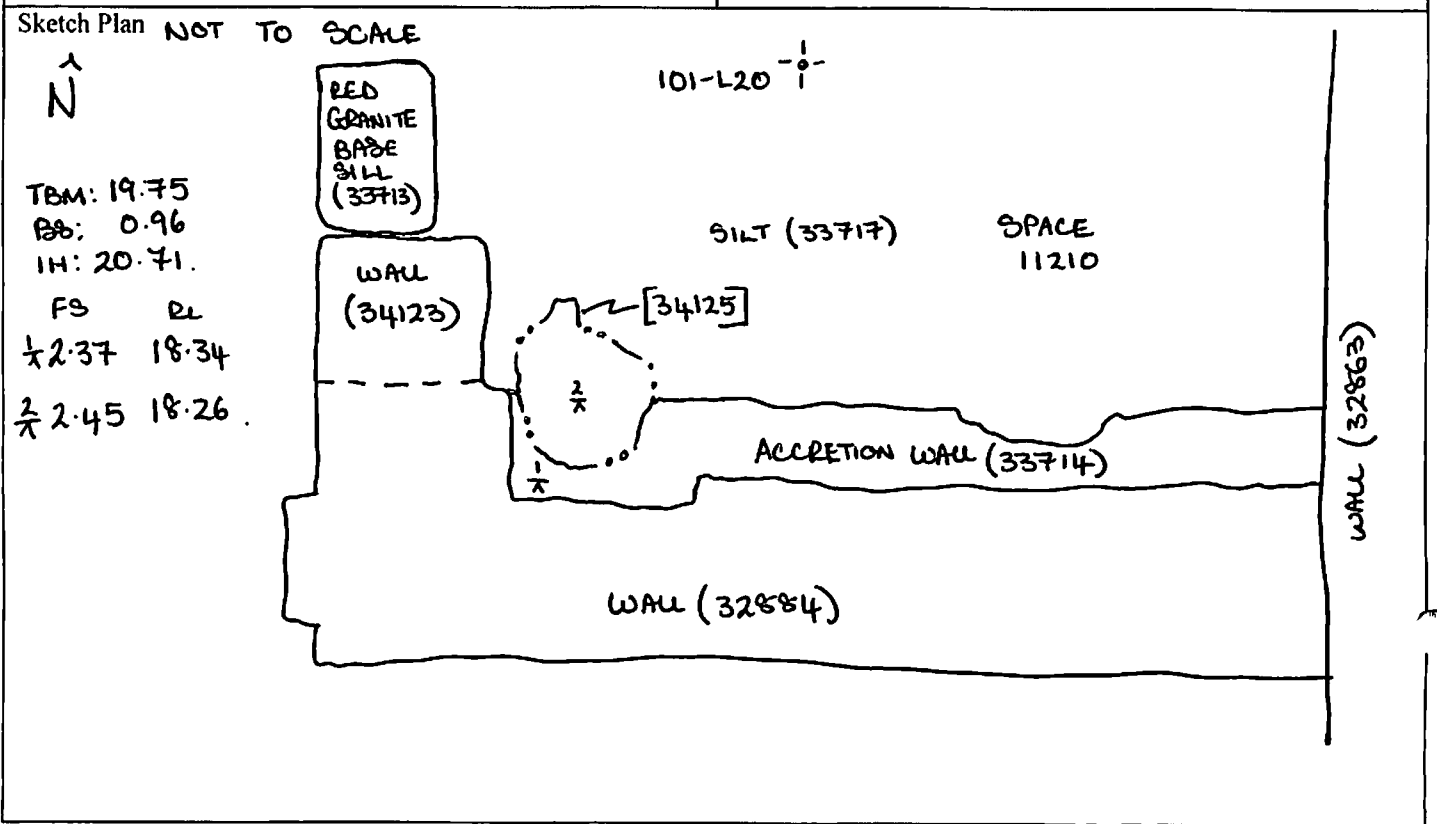 Sketch Plan NOT TO SCALE
N
TBM: 19.75
BS: 0.96
IH: 20.71.
FS RL
1 2.37 18.34
2 2.45 18.26.
RED
GRANITE
BASE
SILL
(33713)
WALL
(34123)
101-L20
SILT (33717)
SPACE
11210
[34125]
2
1
ACCRETION WALL (33714)
WALL (32884)
WALL (32863)